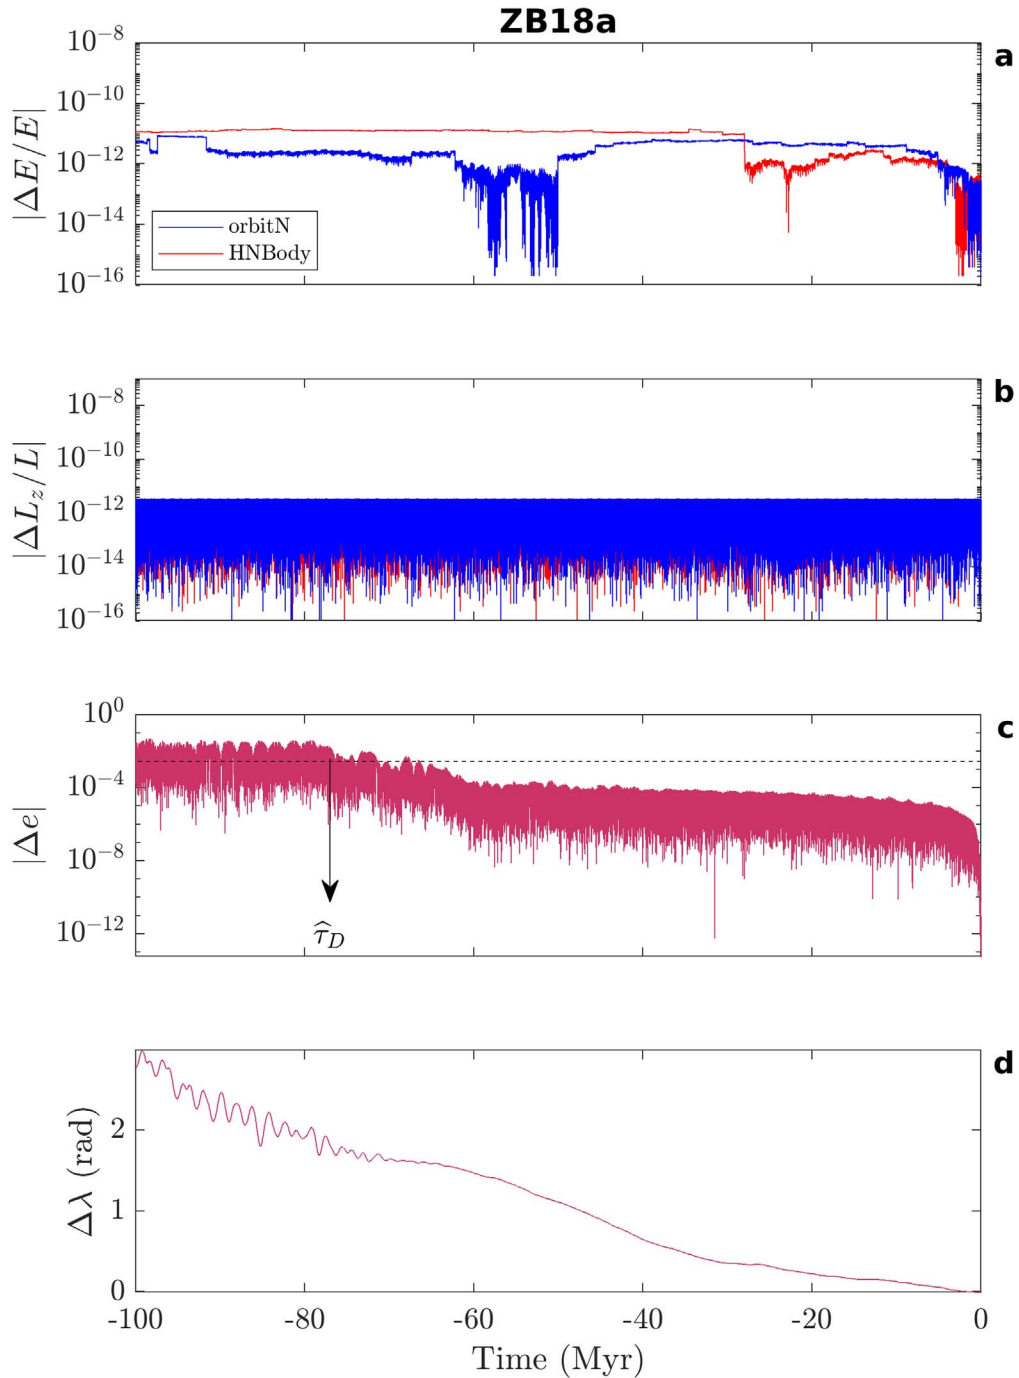 ZB18a
a
|ΔE/E|
10⁻⁸
10⁻¹⁰
10⁻¹²
10⁻¹⁴
10⁻¹⁶
orbitN
HNBody
b
|ΔL_z/L|
10⁻⁸
10⁻¹⁰
10⁻¹²
10⁻¹⁴
10⁻¹⁶
c
|Δe|
10⁰
10⁻⁴
10⁻⁸
10⁻¹²
τ̂_D
d
Δλ (rad)
2
1
0
-100 -80 -60 -40 -20 0
Time (Myr)